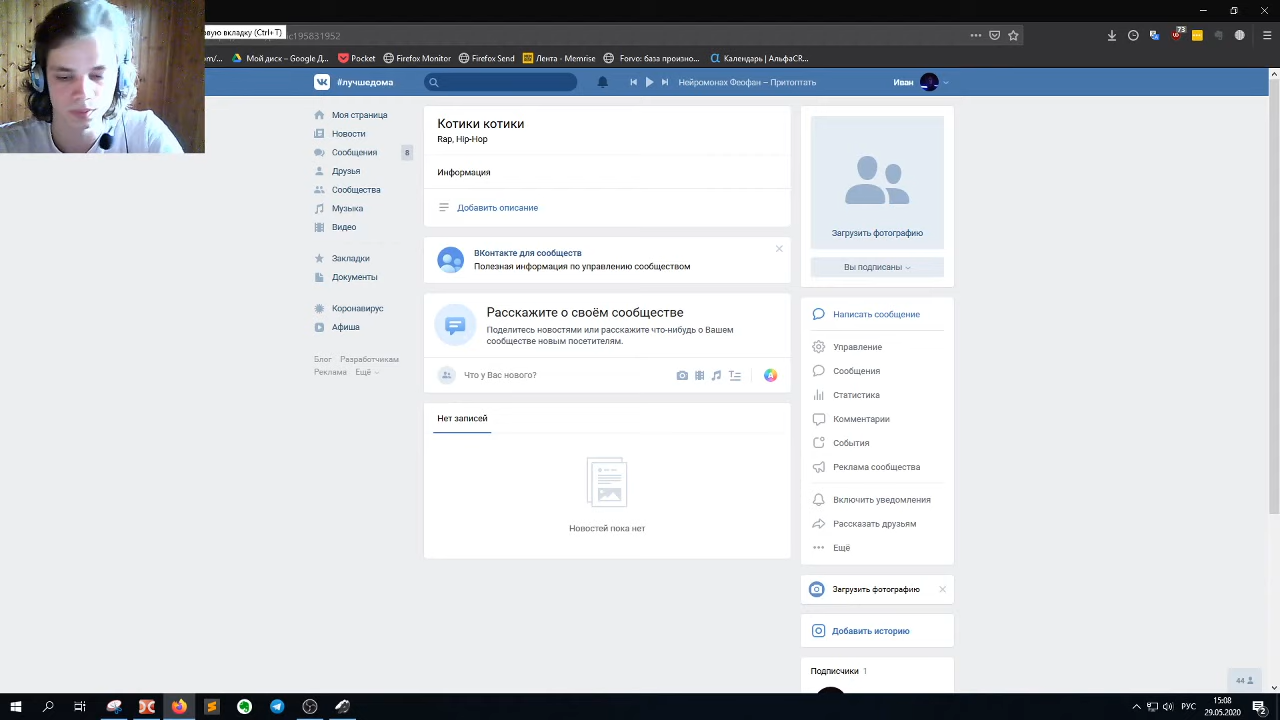 овую вкладку (Ctrl+T)
c195831952
Мой диск – Google D...
Pocket
Firefox Monitor
Firefox Send
Лента - Memrise
Forvo: база произно...
Календарь | АльфаCR...
73
#лучшедома
Нейромонах Феофан – Притоптать
Иван
Моя страница
Новости
Сообщения 8
Друзья
Сообщества
Музыка
Видео
Закладки
Документы
Коронавирус
Афиша
Блог Разработчикам
Реклама Ещё
Котики котики
Rap, Hip-Hop
Информация
Добавить описание
ВКонтакте для сообществ
Полезная информация по управлению сообществом
Расскажите о своём сообществе
Поделитесь новостями или расскажите что-нибудь о Вашем
сообществе новым посетителям.
Что у Вас нового?
Нет записей
Новостей пока нет
Загрузить фотографию
Вы подписаны
Написать сообщение
Управление
Сообщения
Статистика
Комментарии
События
Реклама сообщества
Включить уведомления
Рассказать друзьям
Ещё
Загрузить фотографию
Добавить историю
Подписчики 1
44
РУС
15:08
29.05.2020